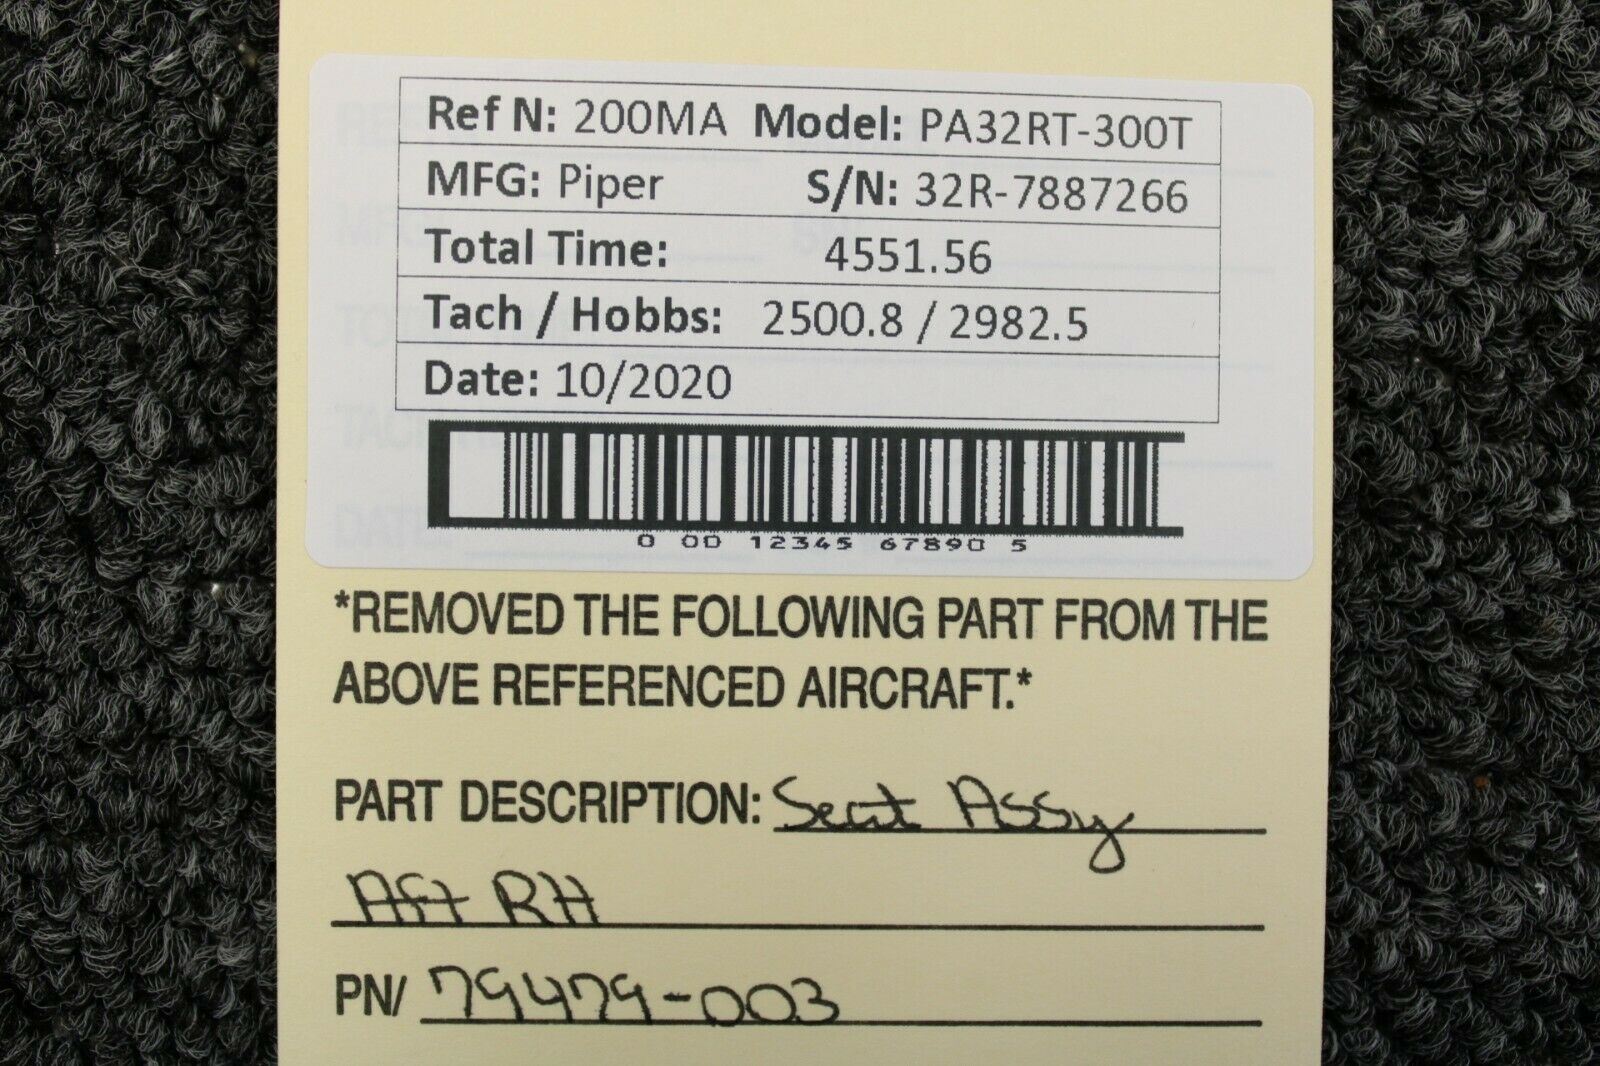 Ref N: 200MA Model: PA32RT-300T
MFG: Piper S/N: 32R-7887266
Total Time: 4551.56
Tach / Hobbs: 2500.8 / 2982.5
Date: 10/2020
0 00 12345 67890 5
*REMOVED THE FOLLOWING PART FROM THE
ABOVE REFERENCED AIRCRAFT.*
PART DESCRIPTION: Seat Assy
Aft RH
PN/ 79479-003